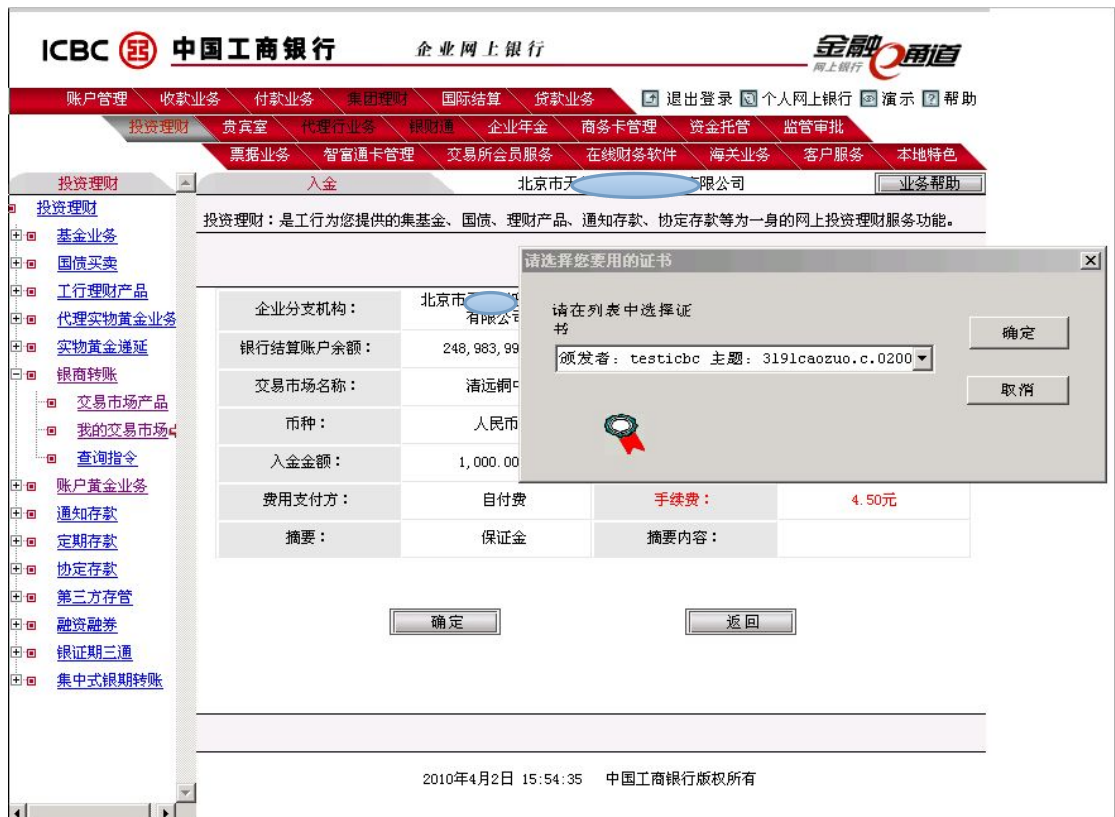 ICBC 中国工商银行 企业网上银行 金融@通道
网上银行
账户管理 收款业务 付款业务 集团理财 国际结算 贷款业务 退出登录 个人网上银行 演示 帮助
投资理财 贵宾室 代理行业务 银财通 企业年金 商务卡管理 资金托管 监管审批
票据业务 智富通卡管理 交易所会员服务 在线财务软件 海关业务 客户服务 本地特色
投资理财 入金 北京市天 有限公司 业务帮助
投资理财
投资理财：是工行为您提供的集基金、国债、理财产品、通知存款、协定存款等为一身的网上投资理财服务功能。
基金业务
国债买卖
工行理财产品
代理实物黄金业务
实物黄金递延
银商转账
交易市场产品
我的交易市场
查询指令
账户黄金业务
通知存款
定期存款
协定存款
第三方存管
融资融券
银证期三通
集中式银期转账
请选择您要用的证书
请在列表中选择证
书
颁发者: testicbc 主题: 3191caozuo.c.0200
确定
取消
企业分支机构： 北京市
有限公司
银行结算账户余额： 248,983,99
交易市场名称： 清远铜
币种： 人民币
入金金额： 1,000.00
费用支付方： 自付费 手续费： 4.50元
摘要： 保证金 摘要内容：
确定 返回
2010年4月2日 15:54:35 中国工商银行版权所有